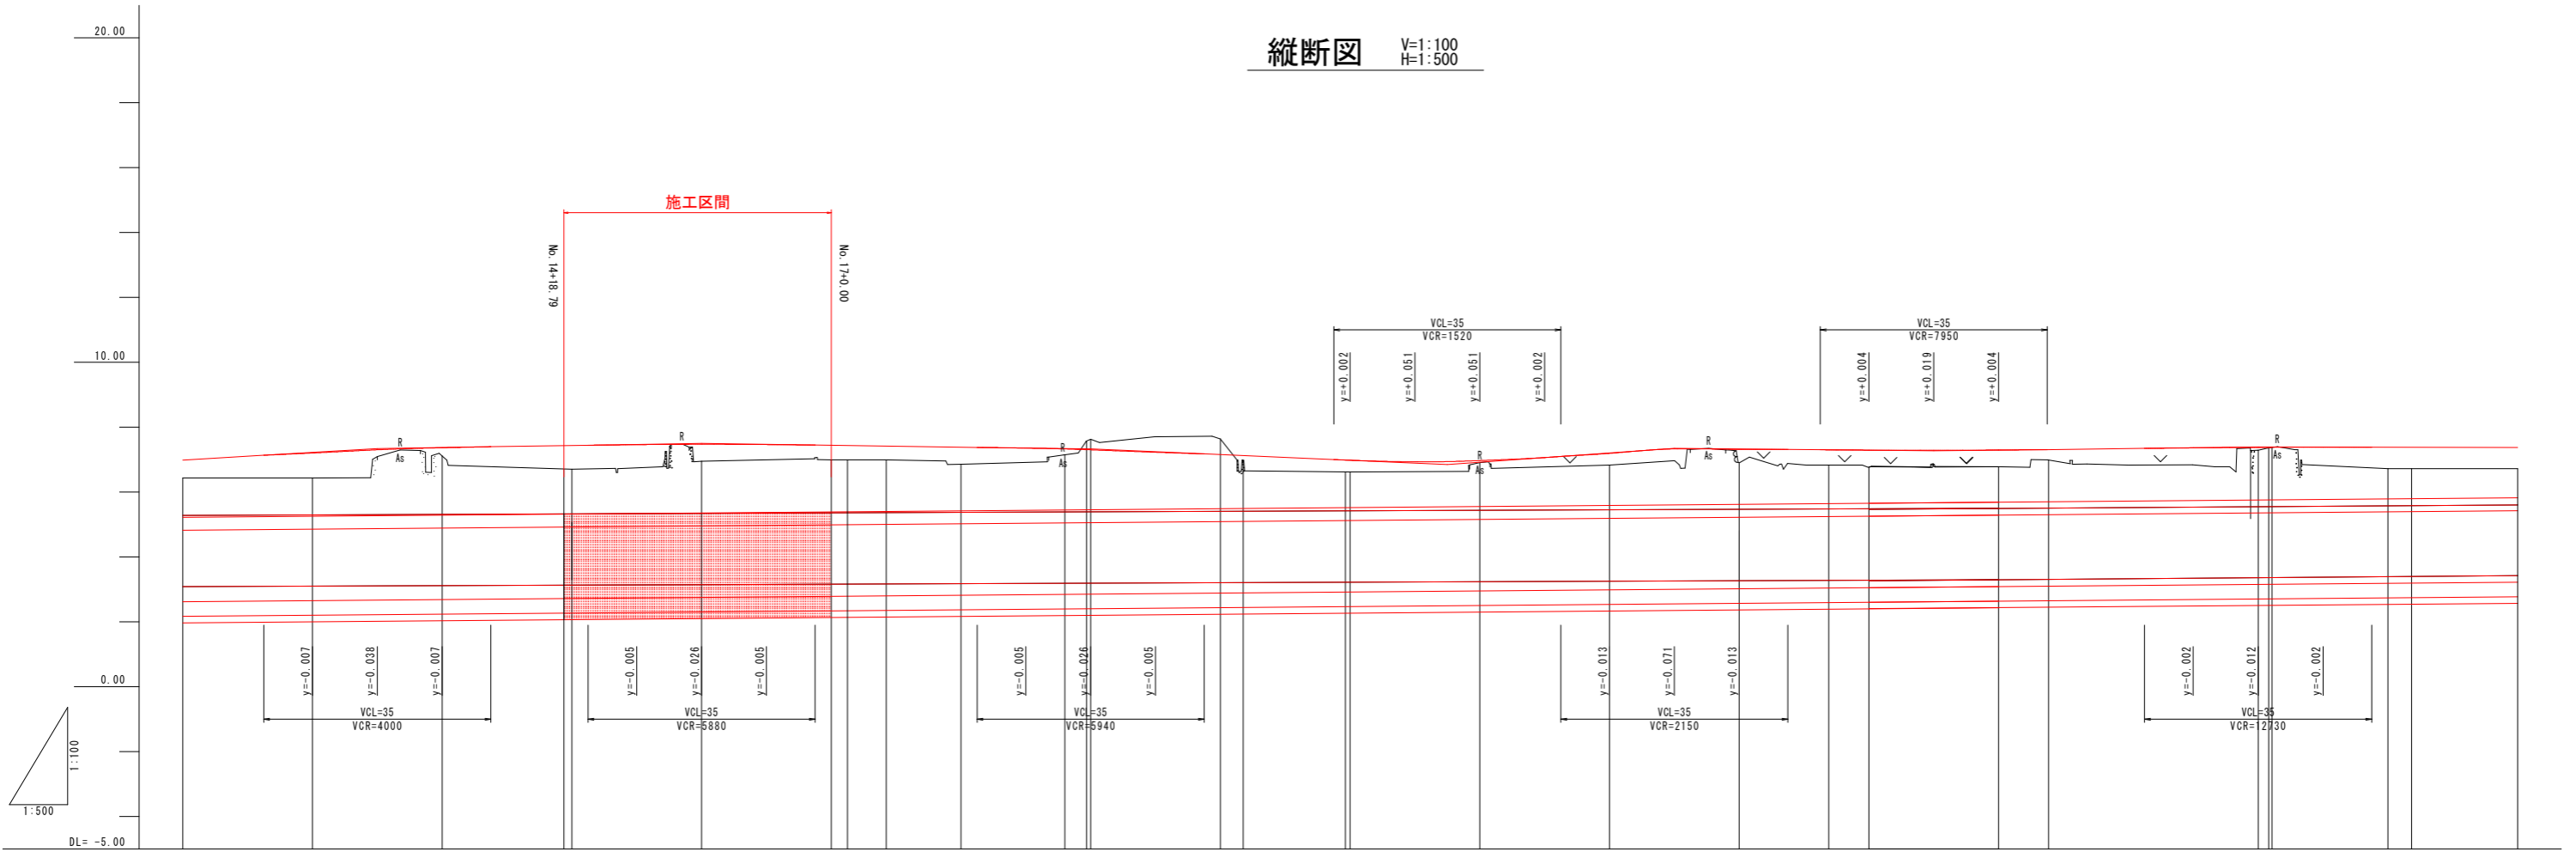 縦断図
V=1:100
H=1:500
20.00
施工区間
No.14+18.79
No.17+0.00
10.00
VCL=35
VCR=1520
y=+0.002
y=+0.051
y=+0.051
y=+0.002
VCL=35
VCR=7950
y=+0.004
y=+0.019
y=+0.004
R
As
R
R
As
R
As
R
As
R
As
0.00
y=-0.007
y=-0.038
y=-0.007
VCL=35
VCR=4000
y=-0.005
y=-0.026
y=-0.005
VCL=35
VCR=5880
y=-0.005
y=-0.026
y=-0.005
VCL=35
VCR=5940
y=-0.013
y=-0.071
y=-0.013
VCL=35
VCR=2150
y=-0.002
y=-0.012
y=-0.002
VCL=35
VCR=12730
1:100
1:500
DL= -5.00